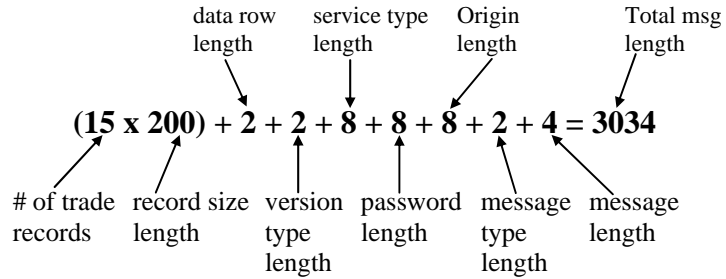 data row service type Origin Total msg
length length length length
(15 x 200) + 2 + 2 + 8 + 8 + 8 + 2 + 4 = 3034
# of trade record size version password message message
records length type length type length
length length